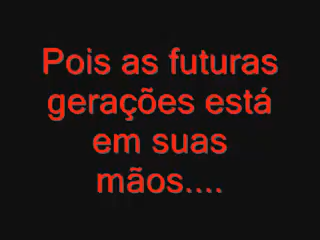 Pois as futuras
gerações está
em suas
mãos....